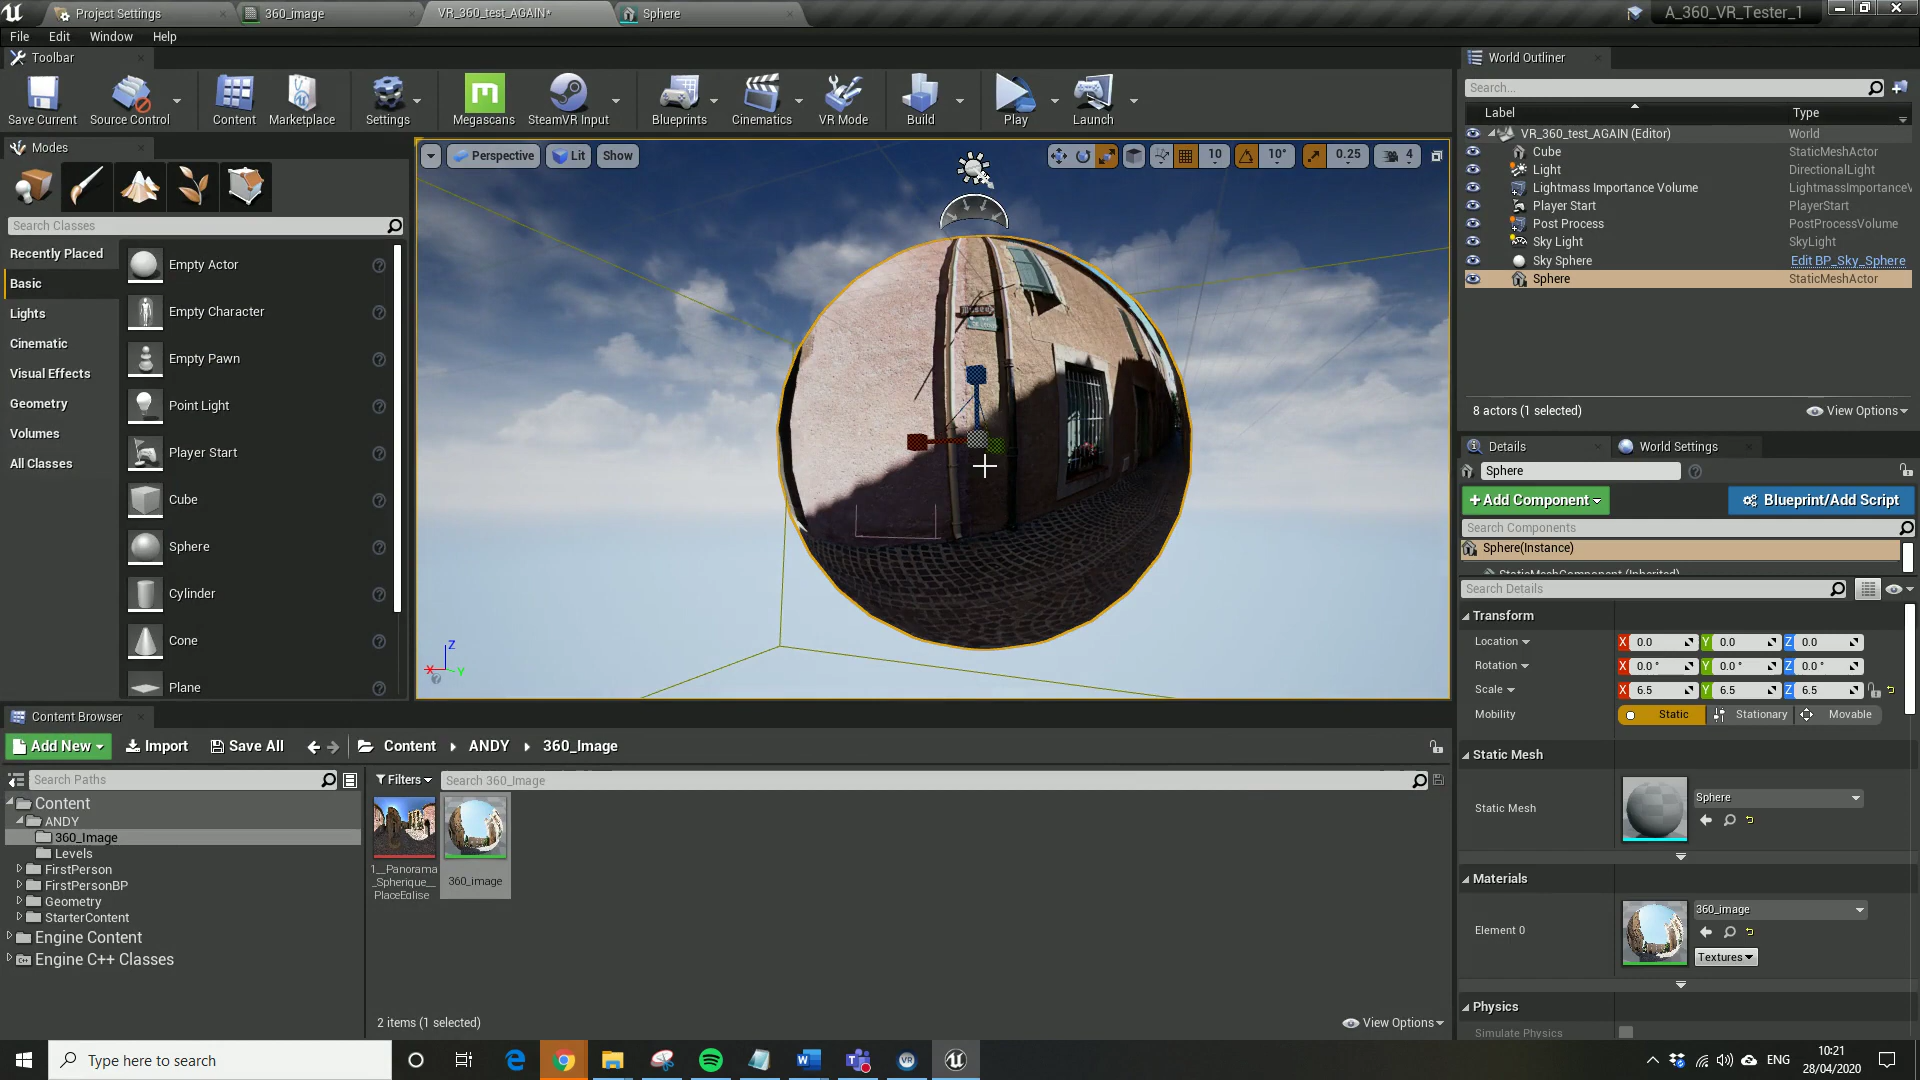 Project Settings
360_image
VR_360_test_AGAIN*
Sphere
A_360_VR_Tester_1
File Edit Window Help
Toolbar
World Outliner
Save Current
Source Control
Content
Marketplace
Settings
Megascans
SteamVR Input
Blueprints
Cinematics
VR Mode
Build
Play
Launch
Search...
Label
Type
VR_360_test_AGAIN (Editor) World
Cube StaticMeshActor
Light DirectionalLight
Lightmass Importance Volume LightmassImportanceV
Player Start PlayerStart
Post Process PostProcessVolume
Sky Light SkyLight
Sky Sphere Edit BP_Sky_Sphere
Sphere StaticMeshActor
8 actors (1 selected)
View Options
Modes
Search Classes
Recently Placed
Basic
Lights
Cinematic
Visual Effects
Geometry
Volumes
All Classes
Empty Actor
Empty Character
Empty Pawn
Point Light
Player Start
Cube
Sphere
Cylinder
Cone
Plane
Perspective
Lit
Show
10
10°
0.25
4
Z
X
Y
Details
World Settings
Sphere
+Add Component
Blueprint/Add Script
Search Components
Sphere(Instance)
StaticMeshComponent (Inherited)
Search Details
Transform
Location X 0.0 Y 0.0 Z 0.0
Rotation X 0.0° Y 0.0° Z 0.0°
Scale X 6.5 Y 6.5 Z 6.5
Mobility Static Stationary Movable
Static Mesh
Static Mesh
Sphere
Materials
Element 0
360_image
Textures
Physics
Simulate Physics
Content Browser
Add New
Import
Save All
Content
ANDY
360_Image
Search Paths
Filters
Search 360_Image
Content
ANDY
360_Image
Levels
FirstPerson
FirstPersonBP
Geometry
StarterContent
Engine Content
Engine C++ Classes
1__Panorama
_Spherique__
PlaceEglise
360_image
2 items (1 selected)
View Options
Type here to search
ENG
10:21
28/04/2020